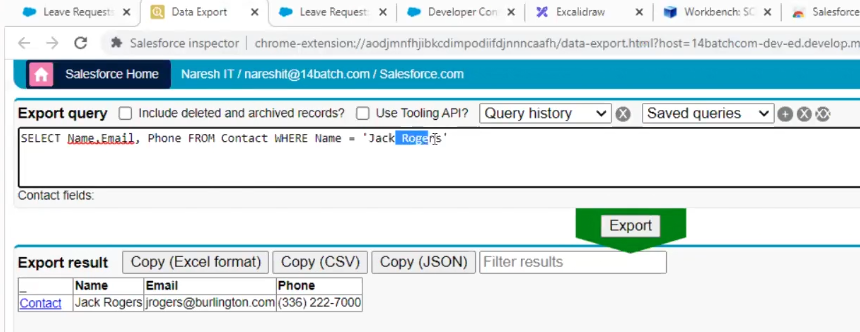 Leave Request: Data Export Leave Request: Developer Con Excalidraw Workbench: SO Salesforce
Salesforce inspector chrome-extension://aodjmnfhjibkcdimpodiifdjnnncaafh/data-export.html?host=14batchcom-dev-ed.develop.m
Salesforce Home Naresh IT / nareshit@14batch.com / Salesforce.com
Export query Include deleted and archived records? Use Tooling API? Query history Saved queries
SELECT Name,Email, Phone FROM Contact WHERE Name = 'Jack Rogers'
Contact fields:
Export
Export result Copy (Excel format) Copy (CSV) Copy (JSON) Filter results
_ Name Email Phone
Contact Jack Rogers jrogers@burlington.com (336) 222-7000